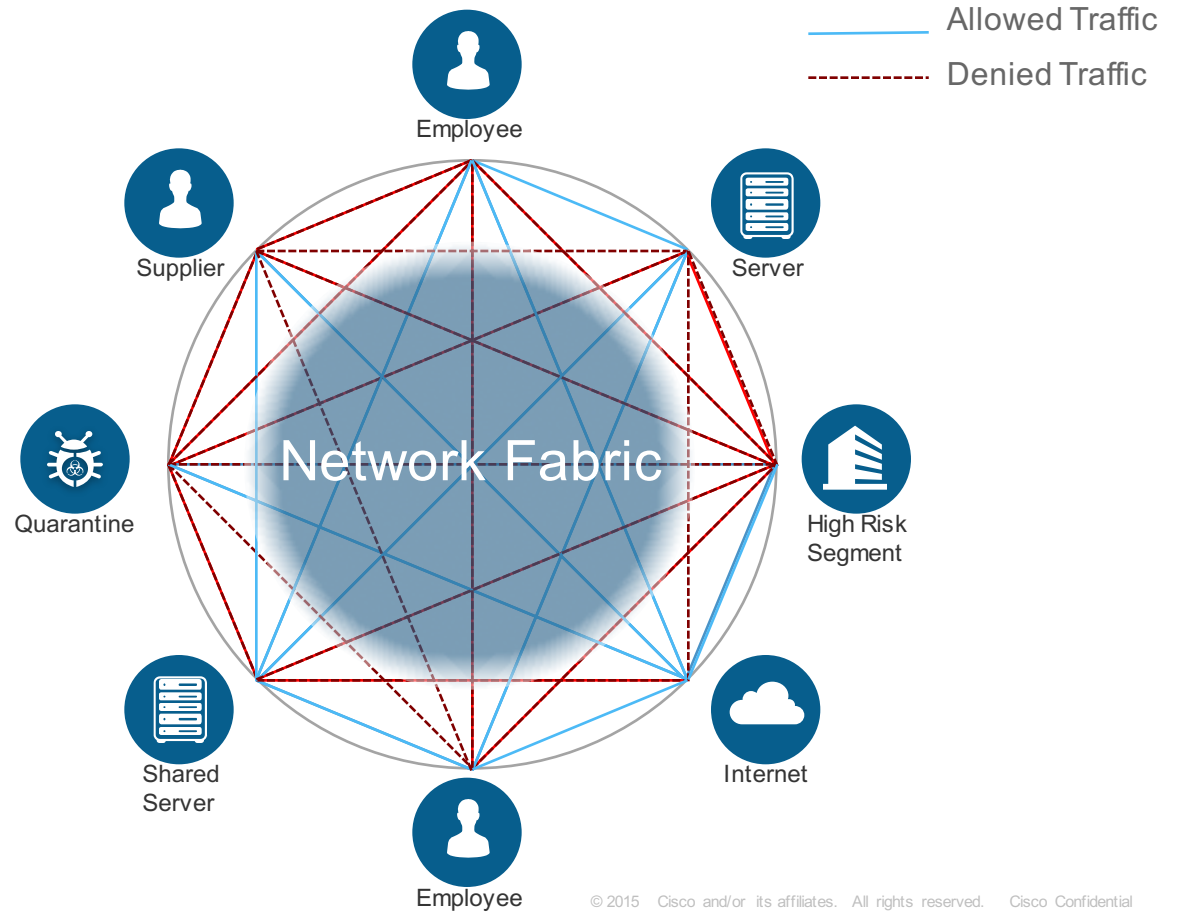 Allowed Traffic
Denied Traffic
Employee
Supplier
Server
Network Fabric
Quarantine
High Risk
Segment
Shared
Server
Internet
Employee
© 2015 Cisco and/or its affiliates. All rights reserved. Cisco Confidential